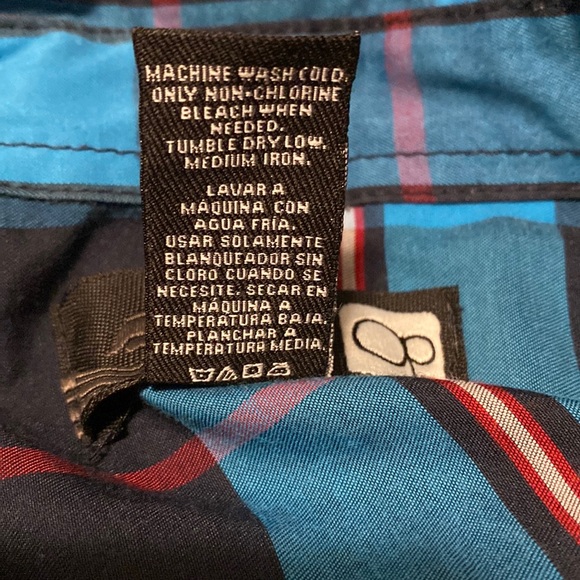 MACHINE WASH COLD.
ONLY NON-CHLORINE
BLEACH WHEN
NEEDED.
TUMBLE DRY LOW.
MEDIUM IRON.
LAVAR A
MÁQUINA CON
AGUA FRÍA.
USAR SOLAMENTE
BLANQUEADOR SIN
CLORO CUANDO SE
NECESITE. SECAR EN
MÁQUINA A
TEMPERATURA BAJA.
PLANCHAR A
TEMPERATURA MEDIA.